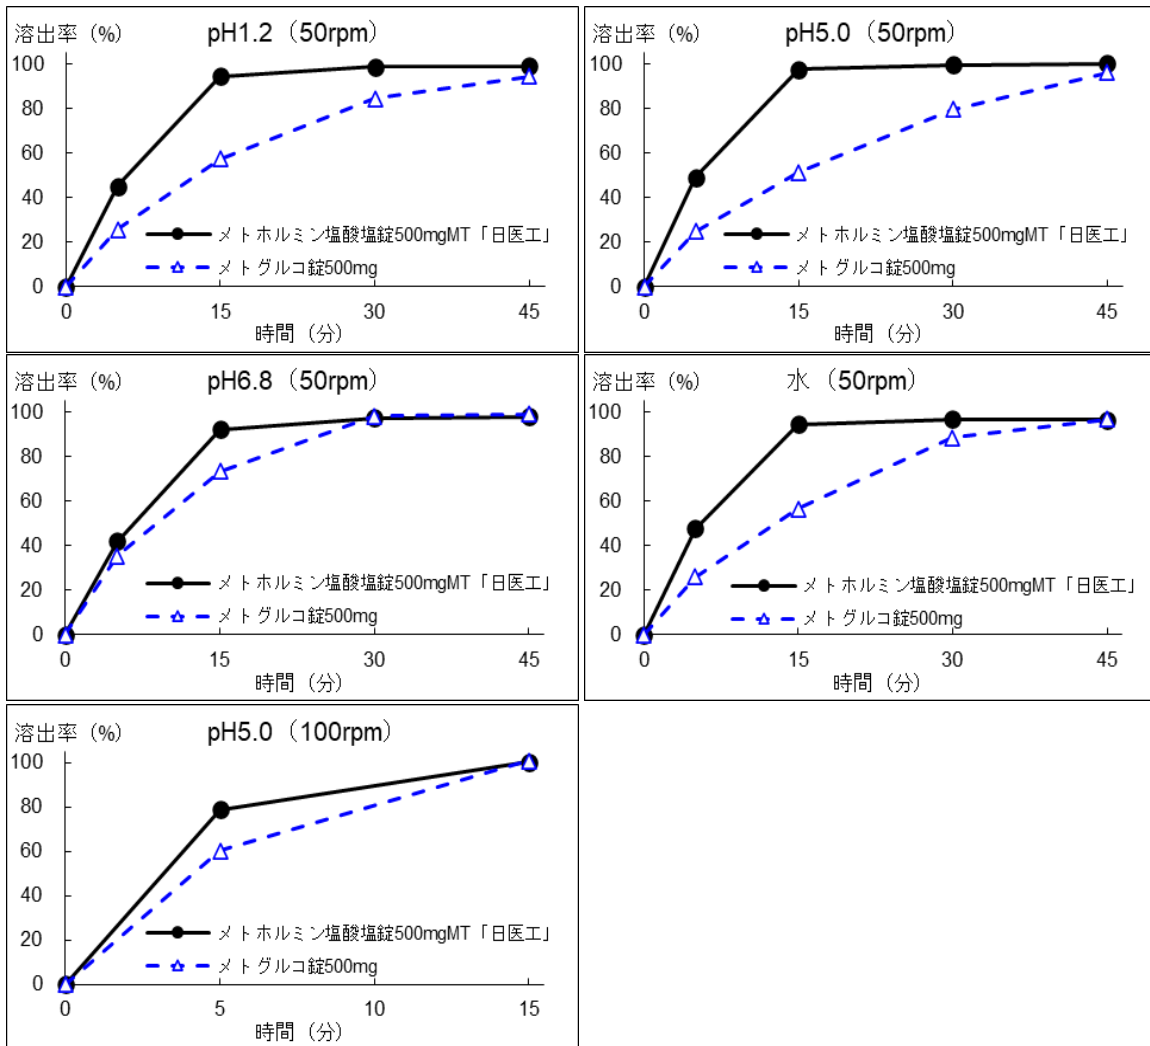 溶出率（%） pH1.2（50rpm）
100
80
60
40
20
0
メトホルミン塩酸塩錠500mgMT「日医工」
メトグルコ錠500mg
0 15 30 45
時間（分）
溶出率（%） pH5.0（50rpm）
100
80
60
40
20
0
メトホルミン塩酸塩錠500mgMT「日医工」
メトグルコ錠500mg
0 15 30 45
時間（分）
溶出率（%） pH6.8（50rpm）
100
80
60
40
20
0
メトホルミン塩酸塩錠500mgMT「日医工」
メトグルコ錠500mg
0 15 30 45
時間（分）
溶出率（%） 水（50rpm）
100
80
60
40
20
0
メトホルミン塩酸塩錠500mgMT「日医工」
メトグルコ錠500mg
0 15 30 45
時間（分）
溶出率（%） pH5.0（100rpm）
100
80
60
40
20
0
メトホルミン塩酸塩錠500mgMT「日医工」
メトグルコ錠500mg
0 5 10 15
時間（分）